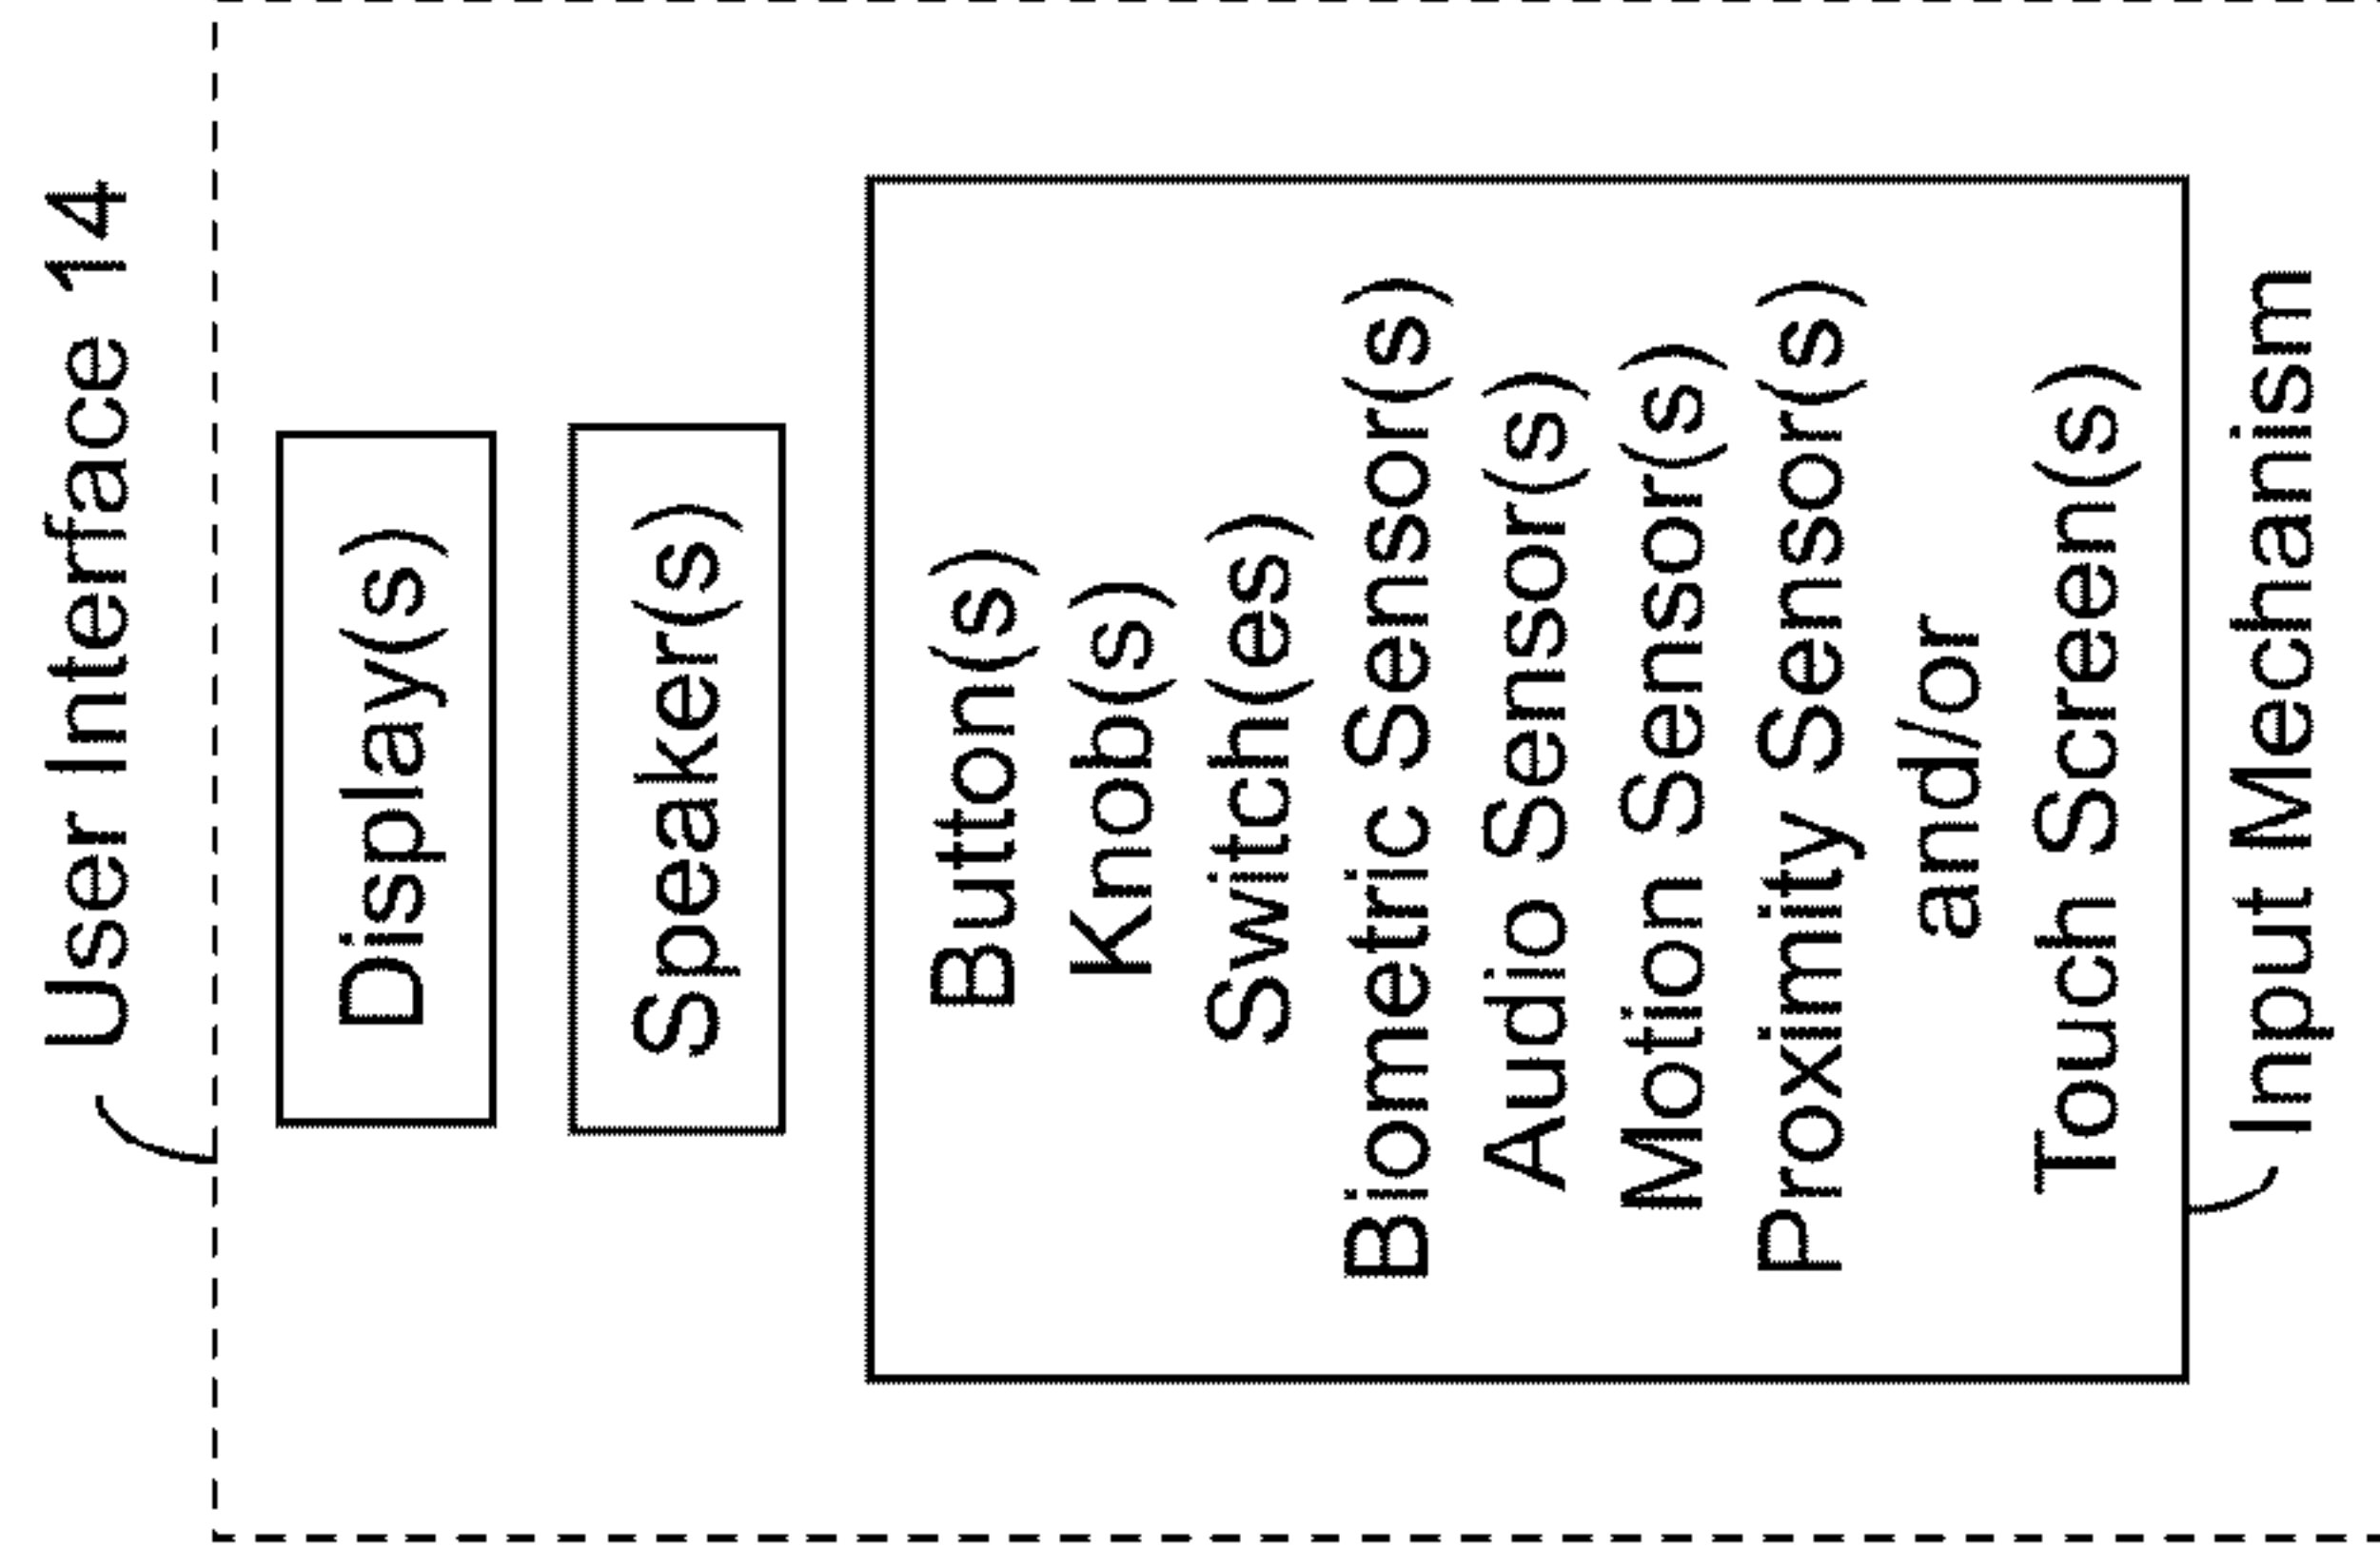 User Interface 14
Display(s)
Speaker(s)
Button(s)
Knob(s)
Switch(es)
Biometric Sensor(s)
Audio Sensor(s)
Motion Sensor(s)
Proximity Sensor(s)
and/or
Touch Screen(s)
Input Mechanism